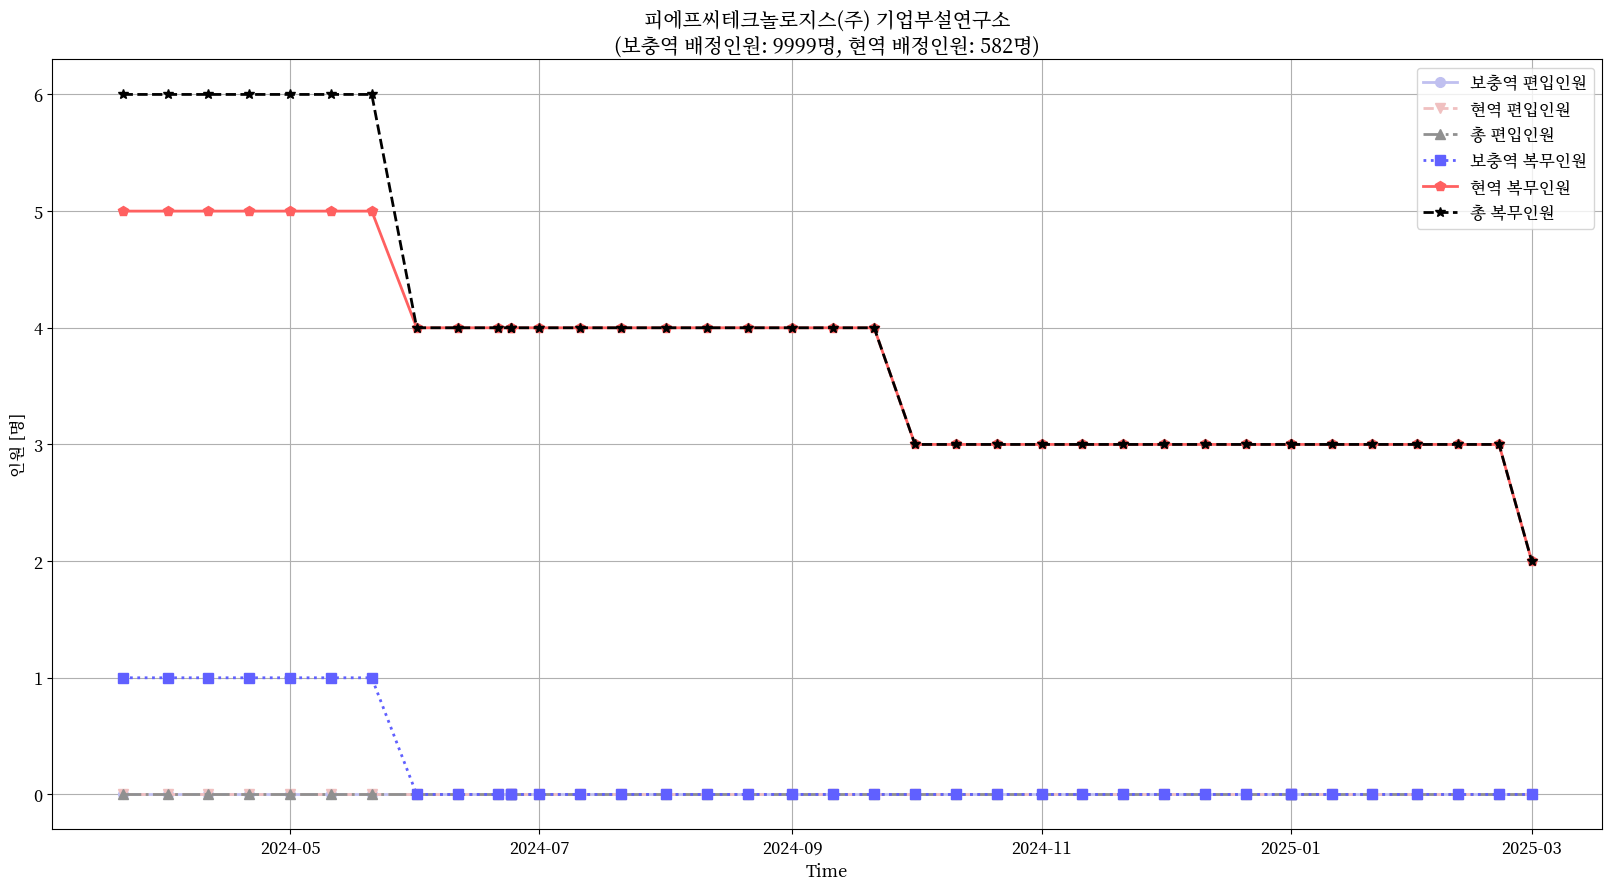 피에프씨테크놀로지스(주) 기업부설연구소
(보충역 배정인원: 9999명, 현역 배정인원: 582명)
보충역 편입인원
현역 편입인원
총 편입인원
보충역 복무인원
현역 복무인원
총 복무인원
인원 [명]
6
5
4
3
2
1
0
2024-05
2024-07
2024-09
2024-11
2025-01
2025-03
Time